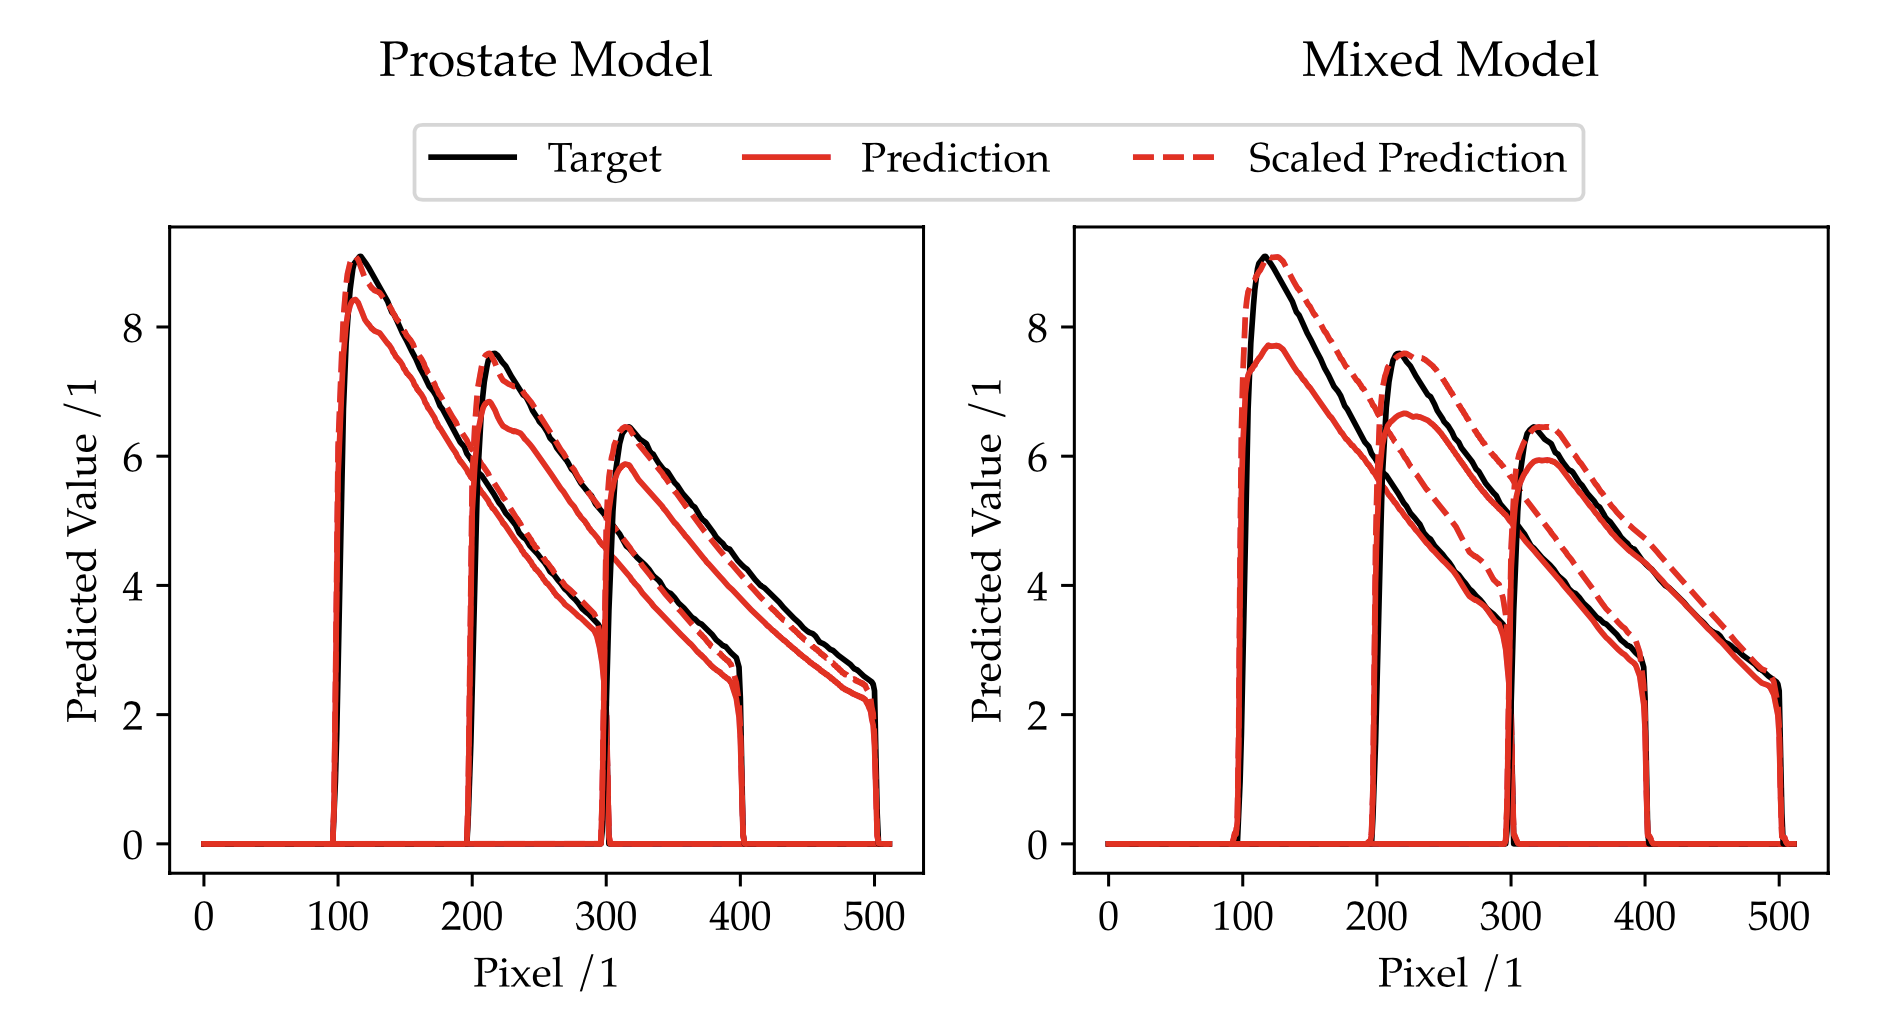 Prostate Model
Mixed Model
Target
Prediction
Scaled Prediction
Predicted Value /1
8
6
4
2
0
0
100
200
300
400
500
Pixel /1
Predicted Value /1
8
6
4
2
0
0
100
200
300
400
500
Pixel /1